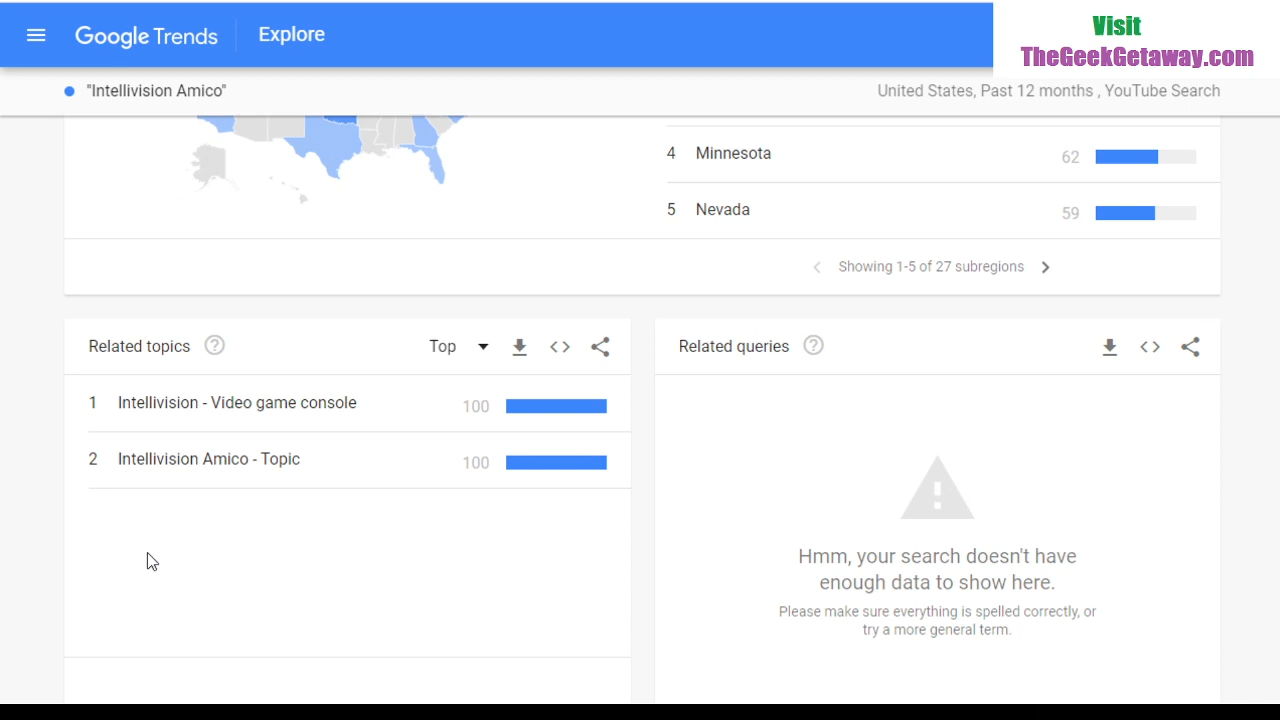 Google Trends Explore
Visit
TheGeekGetaway.com
"Intellivision Amico"
United States, Past 12 months , YouTube Search
4 Minnesota 62
5 Nevada 59
Showing 1-5 of 27 subregions
Related topics
Top
1 Intellivision - Video game console 100
2 Intellivision Amico - Topic 100
Related queries
Hmm, your search doesn't have
enough data to show here.
Please make sure everything is spelled correctly, or
try a more general term.